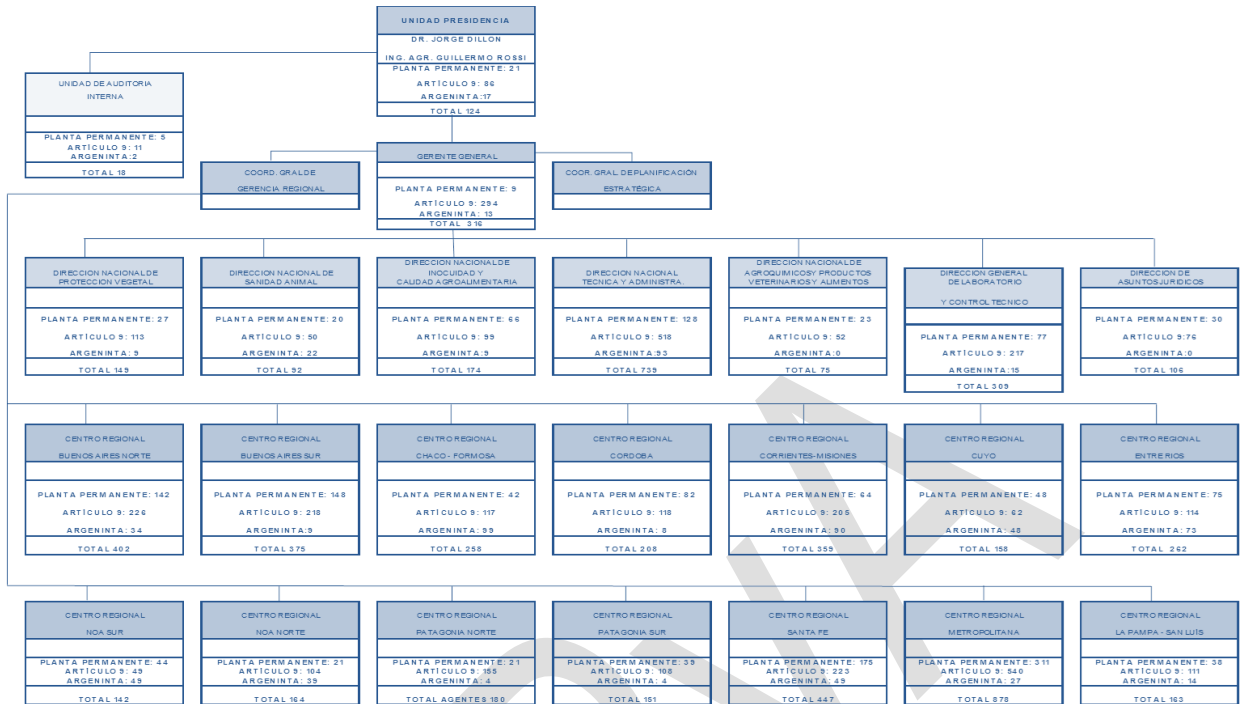 UNIDAD PRESIDENCIA
DR. JORGE DILLON
ING. AGR. GUILLERMO ROSSI
PLANTA PERMANENTE: 21
ARTÍCULO 9: 86
ARGENINTA:17
TOTAL 124
UNIDAD DE AUDITORIA
INTERNA
PLANTA PERMANENTE: 5
ARTÍCULO 9: 11
ARGENINTA:2
TOTAL 18
COORD. GRAL DE
GERENCIA REGIONAL
GERENTE GENERAL
PLANTA PERMANENTE: 9
ARTÍCULO 9: 294
ARGENINTA: 13
TOTAL 316
COOR. GRAL. DE PLANIFICACIÓN
ESTRATÉGICA
DIRECCION NACIONAL DE
PROTECCION VEGETAL
PLANTA PERMANENTE: 27
ARTÍCULO 9: 113
ARGENINTA: 9
TOTAL 149
DIRECCION NACIONAL DE
SANIDAD ANIMAL
PLANTA PERMANENTE: 20
ARTÍCULO 9: 50
ARGENINTA: 22
TOTAL 92
DIRECCION NACIONAL DE
INOCUIDAD Y
CALIDAD AGROALIMENTARIA
PLANTA PERMANENTE: 66
ARTÍCULO 9: 99
ARGENINTA:9
TOTAL 174
DIRECCION NACIONAL
TECNICA Y ADMINISTRA.
PLANTA PERMANENTE: 128
ARTÍCULO 9: 518
ARGENINTA:93
TOTAL 739
DIRECCION NACIONAL DE
AGROQUIMICOS Y PRODUCTOS
VETERINARIOS Y ALIMENTOS
PLANTA PERMANENTE: 23
ARTÍCULO 9: 52
ARGENINTA:0
TOTAL 75
DIRECCION GENERAL
DE LABORATORIO
Y CONTROL TECNICO
PLANTA PERMANENTE: 77
ARTÍCULO 9: 217
ARGENINTA:15
TOTAL 309
DIRECCION DE
ASUNTOS JURIDICOS
PLANTA PERMANENTE: 30
ARTÍCULO 9:76
ARGENINTA:0
TOTAL 106
CENTRO REGIONAL
BUENOS AIRES NORTE
PLANTA PERMANENTE: 142
ARTÍCULO 9: 226
ARGENINTA: 34
TOTAL 402
CENTRO REGIONAL
BUENOS AIRES SUR
PLANTA PERMANENTE: 148
ARTÍCULO 9: 218
ARGENINTA:9
TOTAL 375
CENTRO REGIONAL
CHACO - FORMOSA
PLANTA PERMANENTE: 42
ARTÍCULO 9: 117
ARGENINTA: 99
TOTAL 258
CENTRO REGIONAL
CORDOBA
PLANTA PERMANENTE: 82
ARTÍCULO 9: 118
ARGENINTA: 8
TOTAL 208
CENTRO REGIONAL
CORRIENTES-MISIONES
PLANTA PERMANENTE: 64
ARTÍCULO 9: 205
ARGENINTA: 90
TOTAL 359
CENTRO REGIONAL
CUYO
PLANTA PERMANENTE: 48
ARTÍCULO 9: 62
ARGENINTA: 48
TOTAL 158
CENTRO REGIONAL
ENTRE RIOS
PLANTA PERMANENTE: 75
ARTÍCULO 9: 114
ARGENINTA: 73
TOTAL 262
CENTRO REGIONAL
NOA SUR
PLANTA PERMANENTE: 44
ARTÍCULO 9: 49
ARGENINTA: 49
TOTAL 142
CENTRO REGIONAL
NOA NORTE
PLANTA PERMANENTE: 21
ARTÍCULO 9: 104
ARGENINTA: 39
TOTAL 164
CENTRO REGIONAL
PATAGONIA NORTE
PLANTA PERMANENTE: 21
ARTÍCULO 9: 155
ARGENINTA: 4
TOTAL AGENTES 180
CENTRO REGIONAL
PATAGONIA SUR
PLANTA PERMANENTE: 39
ARTÍCULO 9: 108
ARGENINTA: 4
TOTAL 151
CENTRO REGIONAL
SANTA FE
PLANTA PERMANENTE: 175
ARTÍCULO 9: 223
ARGENINTA: 49
TOTAL 447
CENTRO REGIONAL
METROPOLITANA
PLANTA PERMANENTE: 311
ARTÍCULO 9: 540
ARGENINTA: 27
TOTAL 878
CENTRO REGIONAL
LA PAMPA - SAN LUÍS
PLANTA PERMANENTE: 38
ARTÍCULO 9: 111
ARGENINTA: 14
TOTAL 163